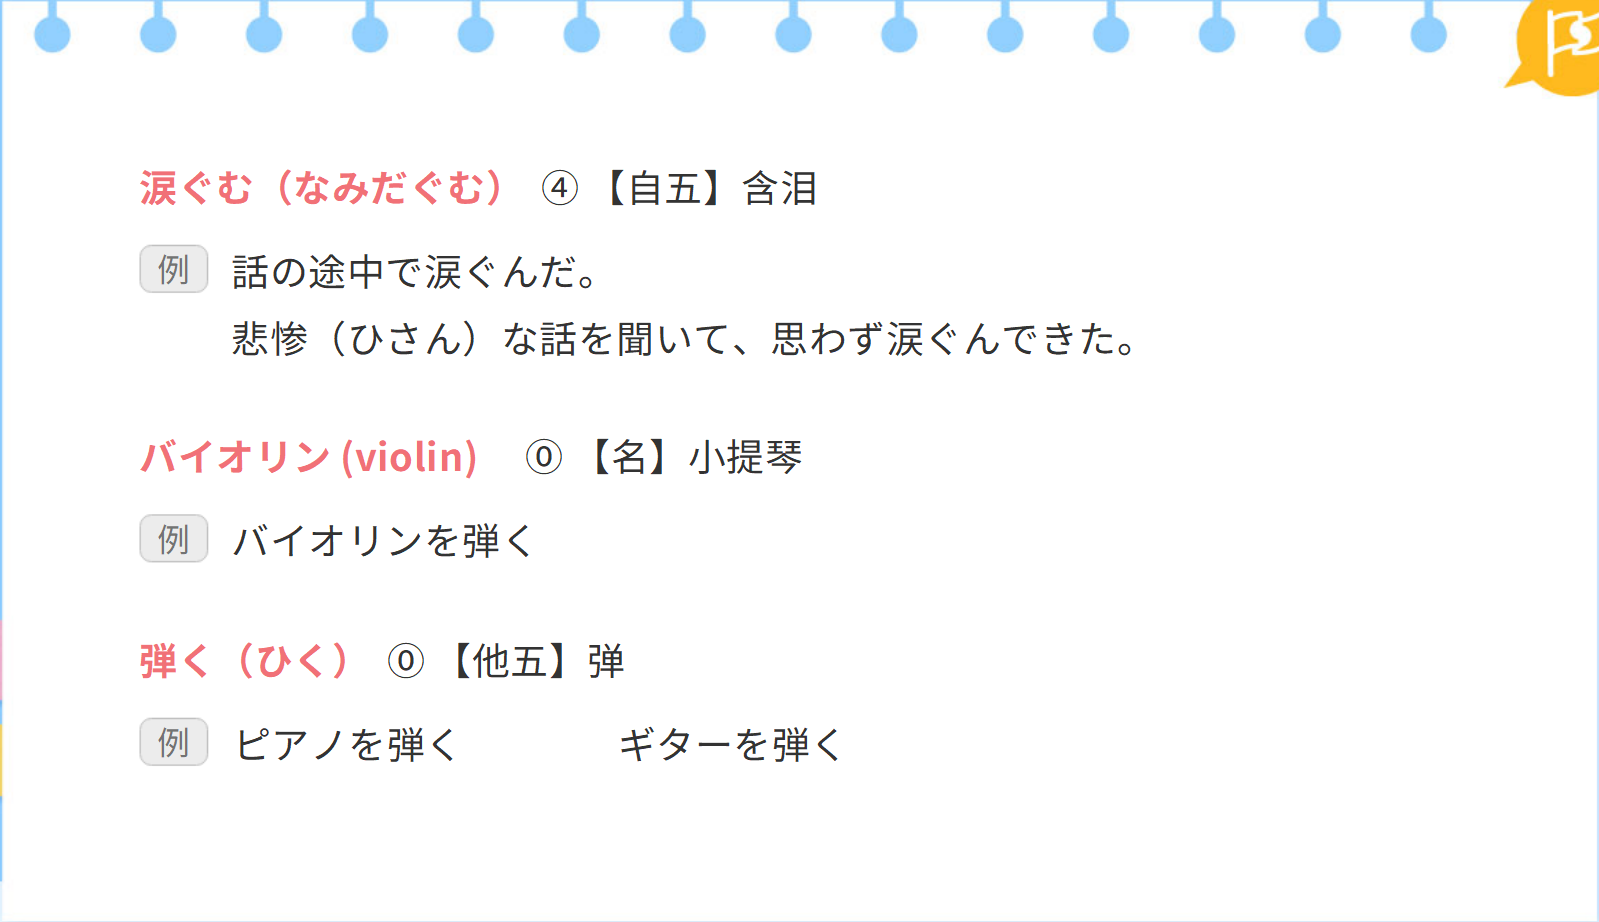 涙ぐむ（なみだぐむ） ④ 【自五】含泪
例 話の途中で涙ぐんだ。
悲惨（ひさん）な話を聞いて、思わず涙ぐんできた。
バイオリン (violin) ⓪ 【名】小提琴
例 バイオリンを弾く
弾く（ひく） ⓪ 【他五】弹
例 ピアノを弾く ギターを弾く